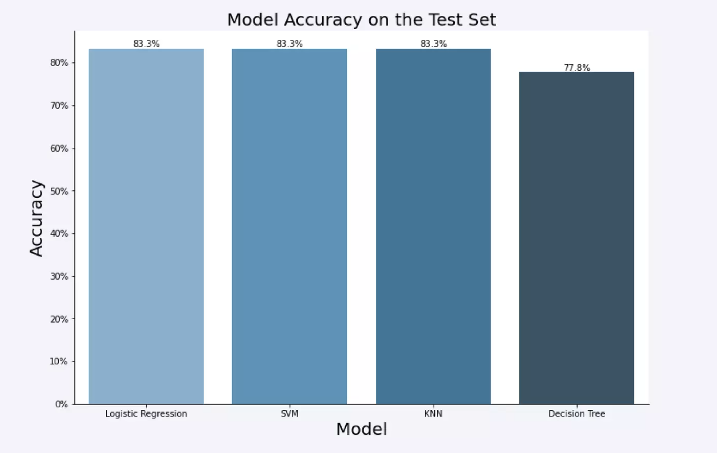 Model Accuracy on the Test Set
83.3%
83.3%
83.3%
77.8%
80%
70%
60%
50%
40%
30%
20%
10%
0%
Accuracy
Logistic Regression
SVM
KNN
Decision Tree
Model